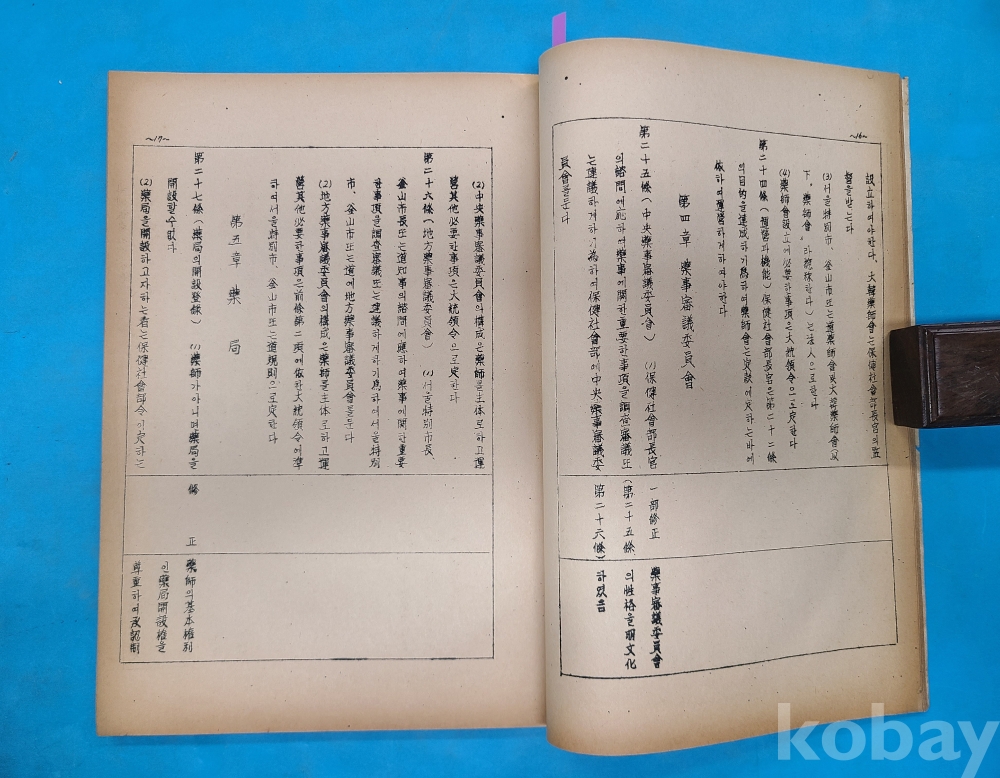 ~16~
設立하여야한다、大韓藥師會는保健社會部長官의監
督을받는다
(3) 서울特別市、釜山市또는道藥師會및大韓藥師會(以
下、藥師會、라總稱한다)는法人으로한다
(4) 藥師會設立에必要한事項은大統領令으로定한다
第二十四條(運營과機能)保健社會部長官은第二十二條
의目的을達成하기爲하여藥師會는定款에定하는바에
依하여運營하게하여야한다
第四章 藥事審議委員會
第二十五條(中央藥事審議委員會) (1) 保健社會部長官
의諮問에應하여藥事에関한重要한事項을調査審議또
는建議하게하기爲하여保健社會部에中央藥事審議委
員會를둔다
一部修正
(第二十五條
第二十六條)
藥事審議委員會
의性格을明文化
하였음
~17~
(2) 中央藥事審議委員會의構成은藥師를主体로하고運
營其他必要한事項은大統領令으로定한다
第二十六條(地方藥事審議委員會) (1) 서울特別市長
釜山市長또는道知事의諮問에應하여藥事에関한重要
한事項을調査審議또는建議하게하기爲하여서울特別
市、釜山市또는道에地方藥事審議委員會를둔다
(2) 地方藥事審議委員會의構成은藥師를主体로하고運
營其他必要한事項은前條第二項에依한大統領令에準
하여서울特別市、釜山市또는道規則으로定한다
第五章 藥局
第二十七條(藥局의開設登錄) (1) 藥師가아니며藥局을
開設할수없다
(2) 藥局을開設하고자하는者는保健社會部令이定하는
修正
藥師의基本權利
인藥局開設權을
尊重하여承認制
kobay